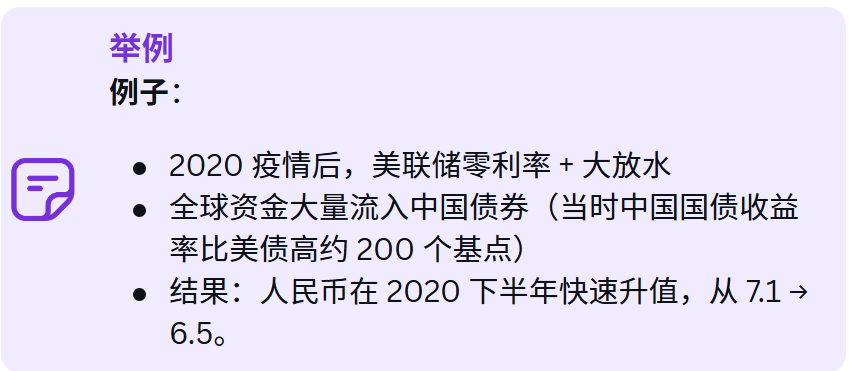 举例
例子：
2020 疫情后，美联储零利率 + 大放水
全球资金大量流入中国债券（当时中国国债收益
率比美债高约 200 个基点）
结果：人民币在 2020 下半年快速升值，从 7.1 →
6.5。